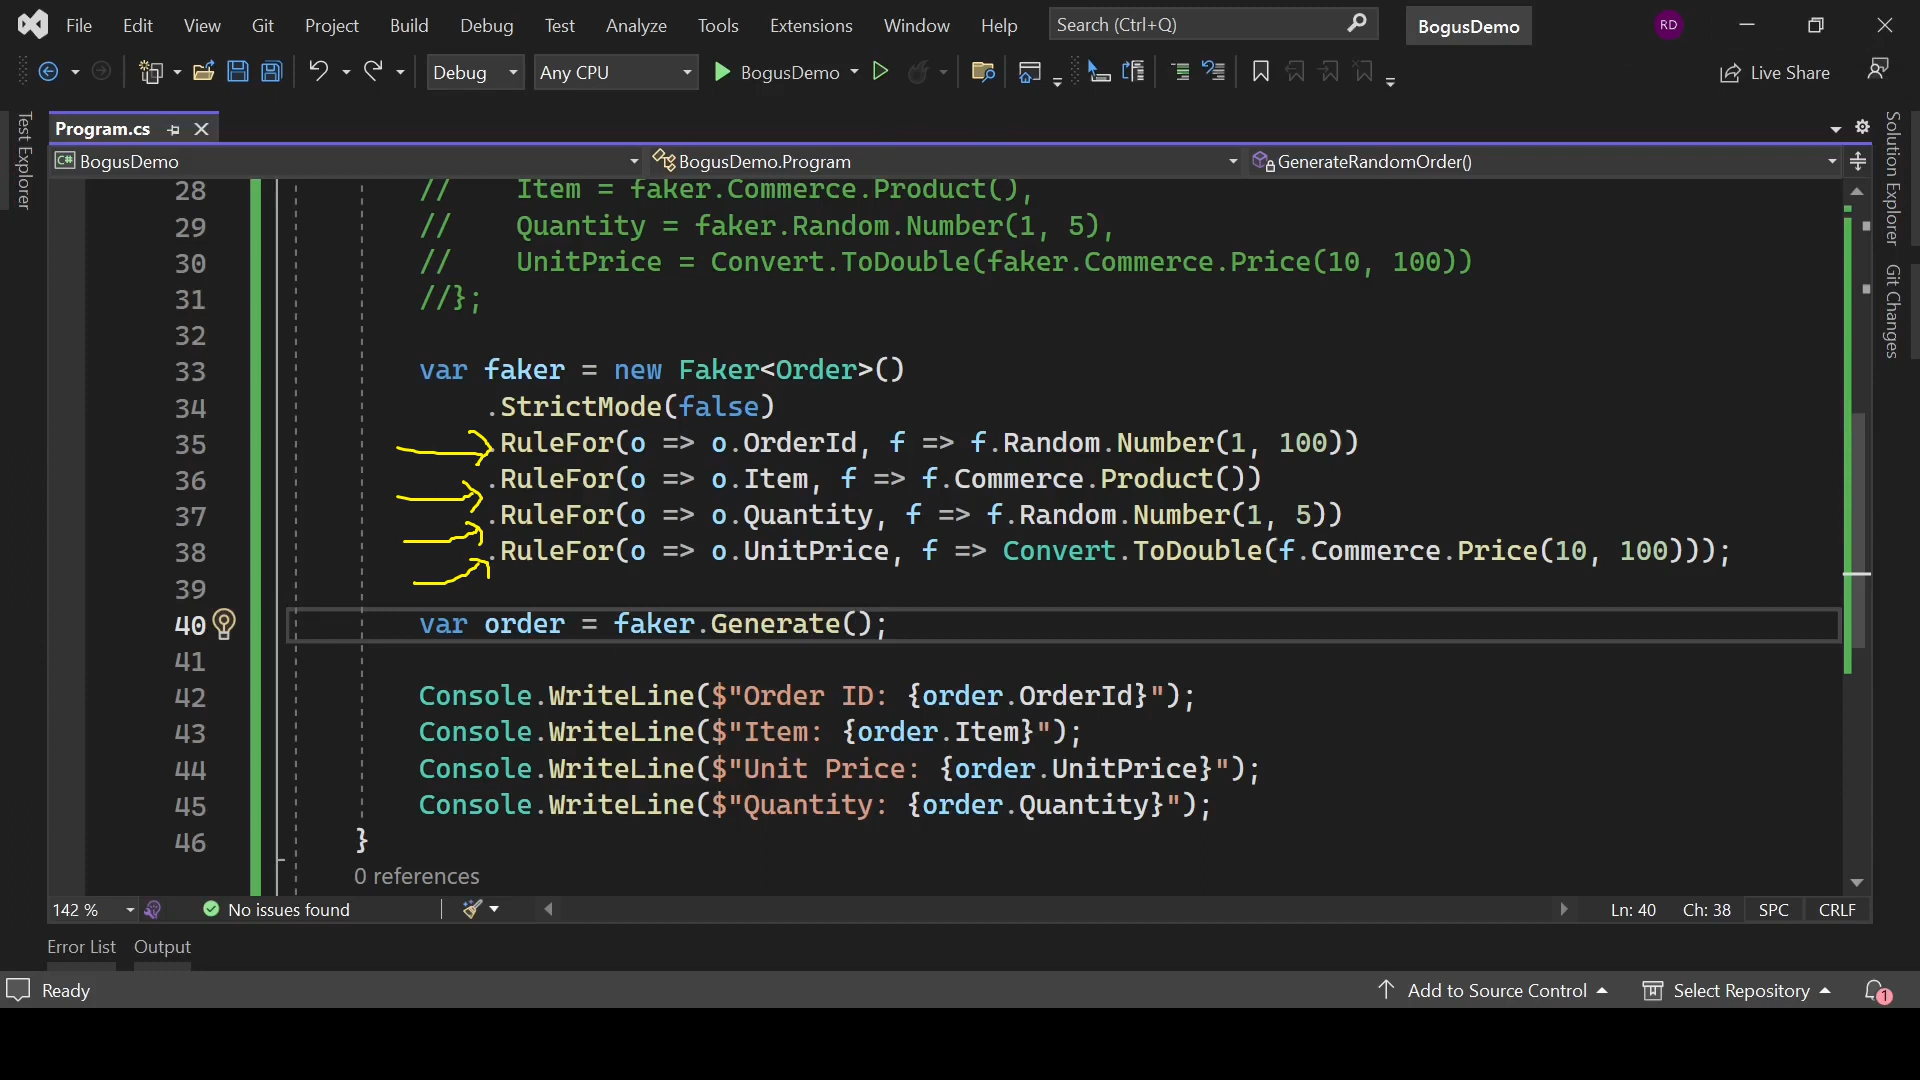 File Edit View Git Project Build Debug Test Analyze Tools Extensions Window Help Search (Ctrl+Q) BogusDemo RD
Debug Any CPU BogusDemo Live Share
Test Explorer
Program.cs
BogusDemo BogusDemo.Program GenerateRandomOrder()
Solution Explorer
Git Changes
28 // Item = faker.Commerce.Product(),
29 // Quantity = faker.Random.Number(1, 5),
30 // UnitPrice = Convert.ToDouble(faker.Commerce.Price(10, 100))
31 //};
32
33 var faker = new Faker<Order>()
34 .StrictMode(false)
35 .RuleFor(o => o.OrderId, f => f.Random.Number(1, 100))
36 .RuleFor(o => o.Item, f => f.Commerce.Product())
37 .RuleFor(o => o.Quantity, f => f.Random.Number(1, 5))
38 .RuleFor(o => o.UnitPrice, f => Convert.ToDouble(f.Commerce.Price(10, 100)));
39
40 var order = faker.Generate();
41
42 Console.WriteLine($"Order ID: {order.OrderId}");
43 Console.WriteLine($"Item: {order.Item}");
44 Console.WriteLine($"Unit Price: {order.UnitPrice}");
45 Console.WriteLine($"Quantity: {order.Quantity}");
46 }
0 references
142 % No issues found Ln: 40 Ch: 38 SPC CRLF
Error List Output
Ready Add to Source Control Select Repository 1